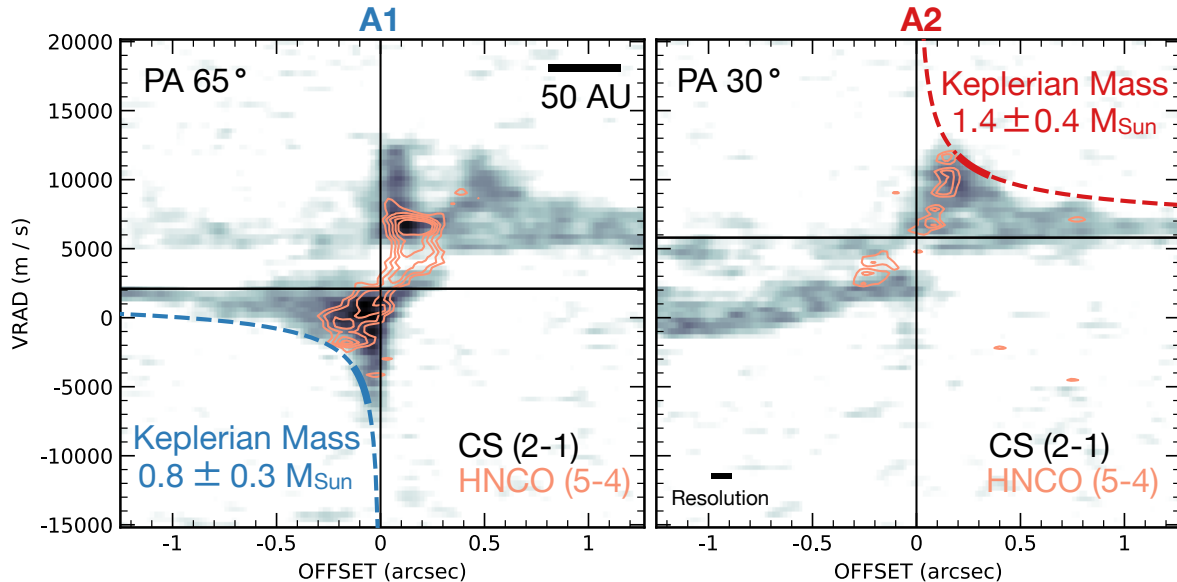 A1
A2
20000
15000
10000
5000
0
-5000
-10000
-15000
VRAD (m / s)
PA 65°
50 AU
Keplerian Mass
0.8 ± 0.3 MSun
CS (2-1)
HNCO (5-4)
-1
-0.5
0
0.5
1
OFFSET (arcsec)
PA 30°
Keplerian Mass
1.4±0.4 MSun
Resolution
CS (2-1)
HNCO (5-4)
-1
-0.5
0
0.5
1
OFFSET (arcsec)